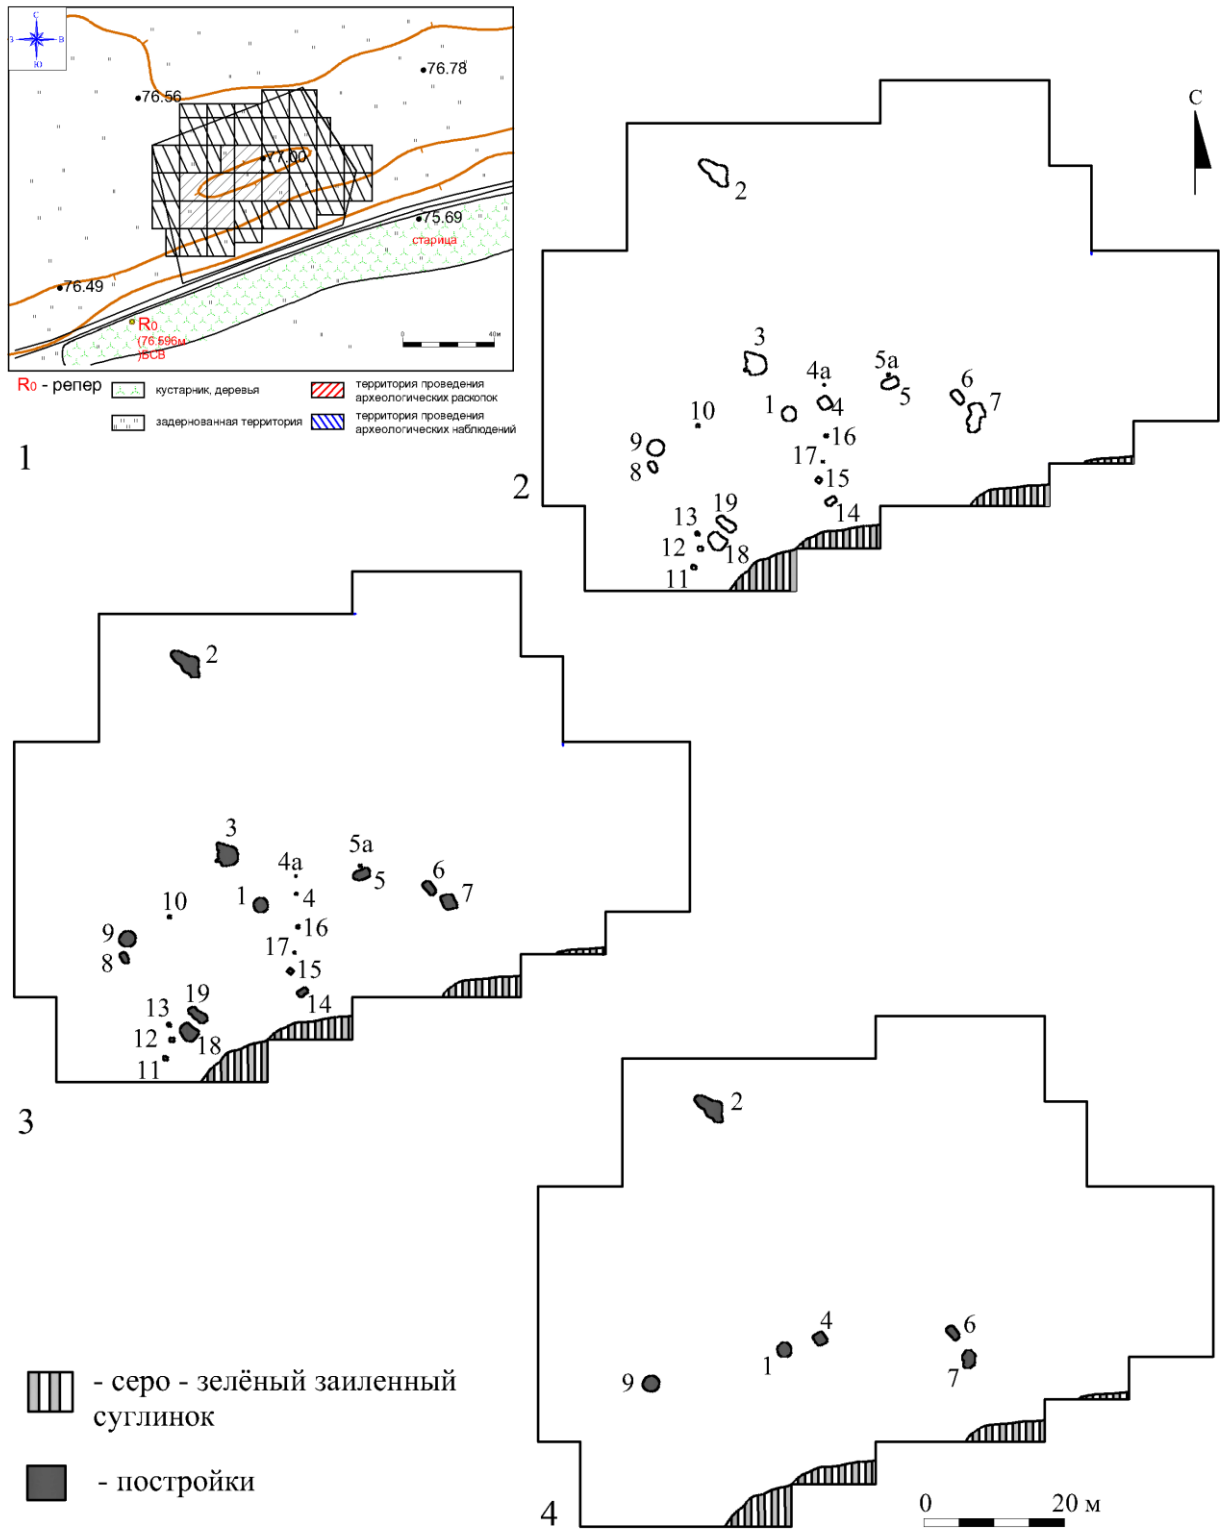 С
З
В
Ю
76.78
76.56
77.00
75.69
старица
76.49
R0
(76.596м
)БСВ
0
40м
R0 - репер
кустарник, деревья
задернованная территория
территория проведения
археологических раскопок
территория проведения
археологических наблюдений
1
С
2
3
4а
5а
5
6
7
1
4
10
16
9
17
8
15
19
14
13
12
18
11
2
2
3
4а
5а
5
6
7
1
4
10
16
9
17
8
15
19
14
13
12
18
11
3
2
4
6
1
7
9
- серо - зелёный заиленный
суглинок
- постройки
4
0
20 м